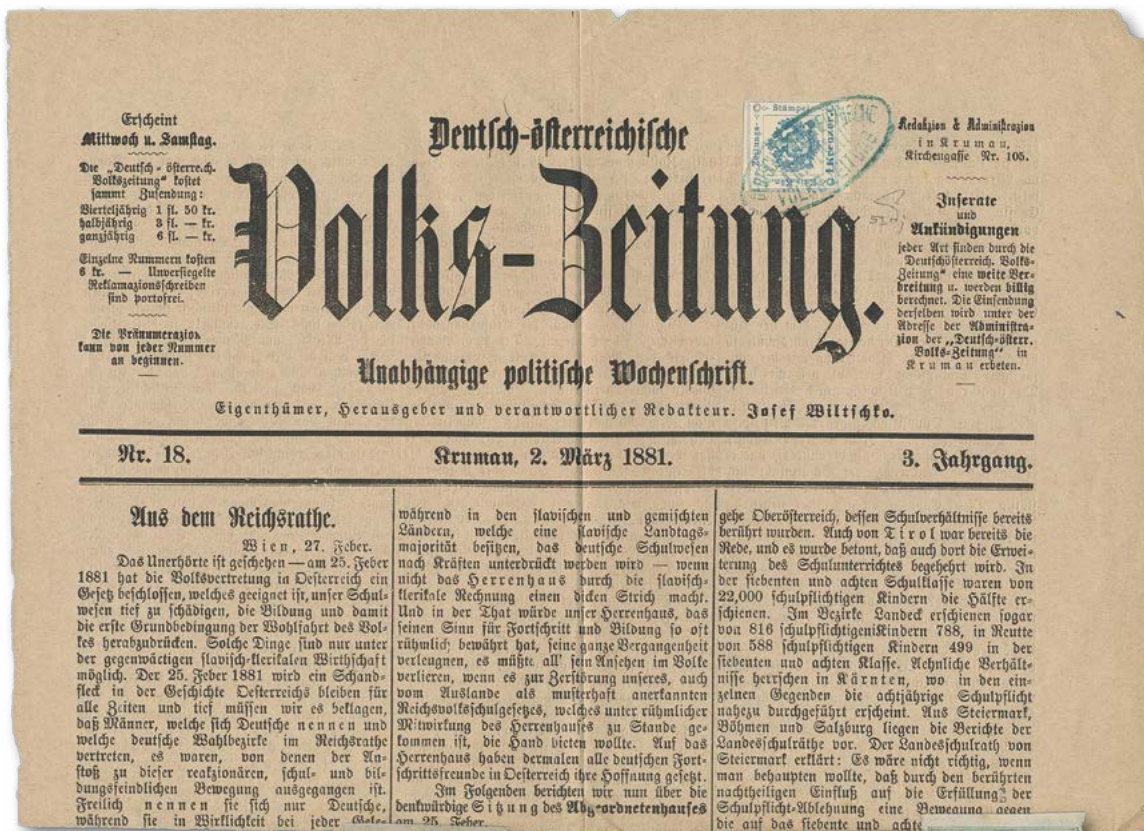 Erscheint
Mittwoch u. Samstag.
Die „Deutsch - österreich.
Volkszeitung" kostet
sammt Zusendung:
Vierteljährig 1 fl. 50 kr.
halbjährig 3 fl. — kr.
ganzjährig 6 fl. — kr.
Einzelne Nummern kosten
6 kr. — Unversiegelte
Reklamazionsschreiben
sind portofrei.
Die Pränumerazion
kann von jeder Nummer
an beginnen.
Deutsch-österreichische
Volks-Zeitung.
Unabhängige politische Wochenschrift.
Eigenthümer, Herausgeber und verantwortlicher Redakteur. Josef Wiltschko.
Stämpel
Zeitungs-
1 Kreuzer
VOLKS
Redakzion & Administrazion
in Krumau,
Kirchengasse Nr. 105.
Inserate
und
Ankündigungen
jeder Art finden durch die
Deutschösterreich. Volks-
Zeitung" eine weite Ver-
breitung u. werden billig
berechnet. Die Einsendung
derselben wird unter der
Adresse der Administra-
zion der „Deutsch-österr.
Volks-Zeitung" in
Krumau erbeten.
Nr. 18. Krumau, 2. März 1881. 3. Jahrgang.
Aus dem Reichsrathe.
Wien, 27. Feber.
Das Unerhörte ist geschehen — am 25. Feber
1881 hat die Volksvertretung in Oesterreich ein
Gesetz beschlossen, welches geeignet ist, unser Schul-
wesen tief zu schädigen, die Bildung und damit
die erste Grundbedingung der Wohlfahrt des Vol-
kes herabzudrücken. Solche Dinge sind nur unter
der gegenwärtigen slavisch-klerikalen Wirthschaft
möglich. Der 25. Feber 1881 wird ein Schand-
fleck in der Geschichte Oesterreichs bleiben für
alle Zeiten und tief müssen wir es beklagen,
daß Männer, welche sich Deutsche nennen und
welche deutsche Wahlbezirke im Reichsrathe
vertreten, es waren, von denen der An-
stoß zu dieser reakzionären, schul- und bil-
dungsfeindlichen Bewegung ausgegangen ist.
Freilich nennen sie sich nur Deutsche,
während sie in Wirklichkeit bei jeder
während in den slavischen und gemischten
Ländern, welche eine slavische Landtags-
majorität besitzen, das deutsche Schulwesen
nach Kräften unterdrückt werden wird — wenn
nicht das Herrenhaus durch die slavisch-
klerikale Rechnung einen dicken Strich macht.
Und in der That würde unser Herrenhaus, das
seinen Sinn für Fortschritt und Bildung so oft
rühmlich bewährt hat, seine ganze Vergangenheit
verleugnen, es müßte all' sein Ansehen im Volke
verlieren, wenn es zur Zerstörung unseres, auch
vom Auslande als musterhaft anerkannten
Reichsvolksschulgesetzes, welches unter rühmlicher
Mitwirkung des Herrenhauses zu Stande ge-
kommen ist, die Hand bieten wollte. Auf das
Herrenhaus haben dermalen alle deutschen Fort-
schrittsfreunde in Oesterreich ihre Hoffnung gesetzt.
Im Folgenden berichten wir nun über die
denkwürdige Sitzung des Abgeordnetenhauses
am 25. Feber.
gehe Oberösterreich, dessen Schulverhältnisse bereits
berührt wurden. Auch von Tirol war bereits die
Rede, und es wurde betont, daß auch dort die Erwei-
terung des Schulunterrichtes begehrt wird. In
der siebenten und achten Schulklasse waren von
22,000 schulpflichtigen Kindern die Hälfte er-
schienen. Im Bezirke Landeck erschienen sogar
von 816 schulpflichtigen Kindern 788, in Reutte
von 588 schulpflichtigen Kindern 499 in der
siebenten und achten Klasse. Aehnliche Verhält-
nisse herrschen in Kärnten, wo in den ein-
zelnen Gegenden die achtjährige Schulpflicht
nahezu durchgeführt erscheint. Aus Steiermark,
Böhmen und Salzburg liegen die Berichte der
Landesschulräthe vor. Der Landesschulrath von
Steiermark erklärt: Es wäre nicht richtig, wenn
man behaupten wollte, daß durch den berührten
nachtheiligen Einfluß auf die Erfüllung der
Schulpflicht-Ablehnung eine Bewegung gegen
die auf das siebente und achte